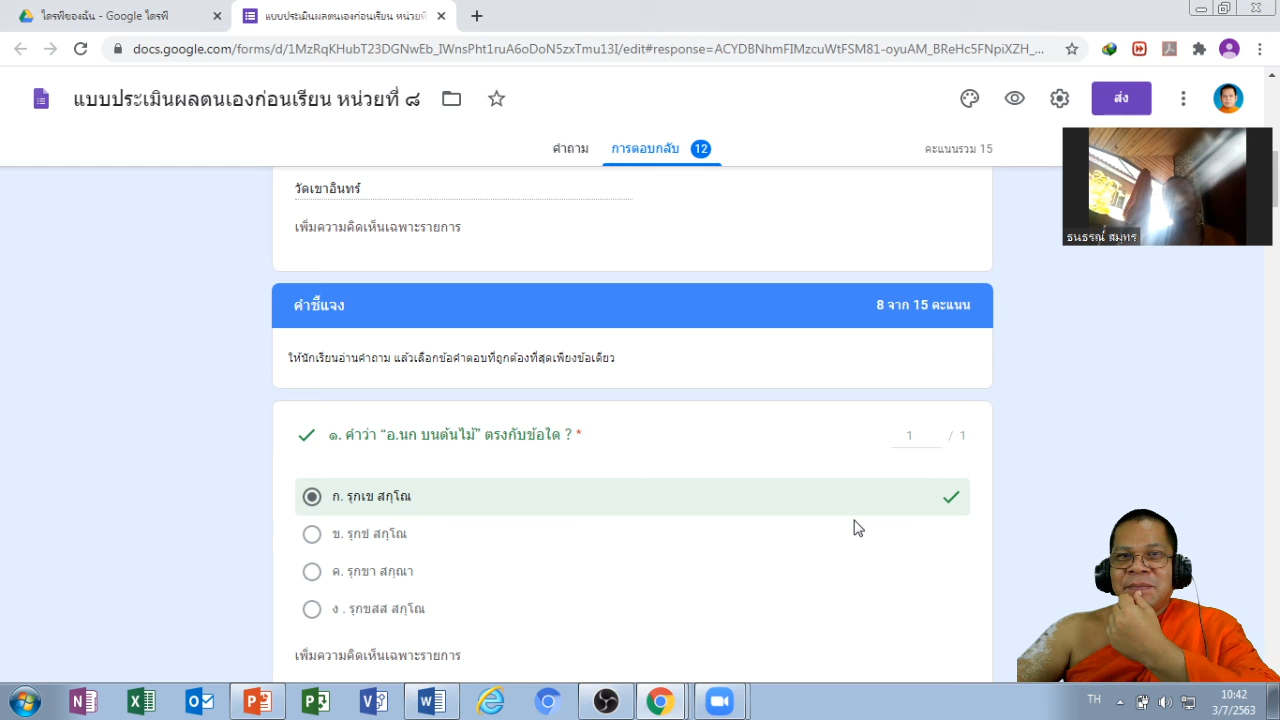 ไดรฟ์ของฉัน - Google ไดรฟ์
แบบประเมินผลตนเองก่อนเรียน หน่วยที่
docs.google.com/forms/d/1MzRqKHubT23DGNwEb_IWnsPht1ruA6QDoN5zxTmu13I/edit#response=ACYDBNhmFIMzcuWtFSM81-oyuAM_BReHc5FNpiXZH_...
แบบประเมินผลตนเองก่อนเรียน หน่วยที่ ๘
ส่ง
คำถาม
การตอบกลับ 12
คะแนนรวม 15
ธนธรณ์ สมุทร
วัดเขาอินทร์
เพิ่มความคิดเห็นเฉพาะรายการ
คำชี้แจง
8 จาก 15 คะแนน
ให้นักเรียนอ่านคำถาม แล้วเลือกข้อคำตอบที่ถูกต้องที่สุดเพียงข้อเดียว
๑. คำว่า “อ.นก บนต้นไม้” ตรงกับข้อใด ? *
1 / 1
ก. รุกเข สกุโณ
ข. รุกขํ สกุโณ
ค. รุกขา สกุณา
ง . รุกขสส สกุโณ
เพิ่มความคิดเห็นเฉพาะรายการ
TH
10:42
3/7/2563